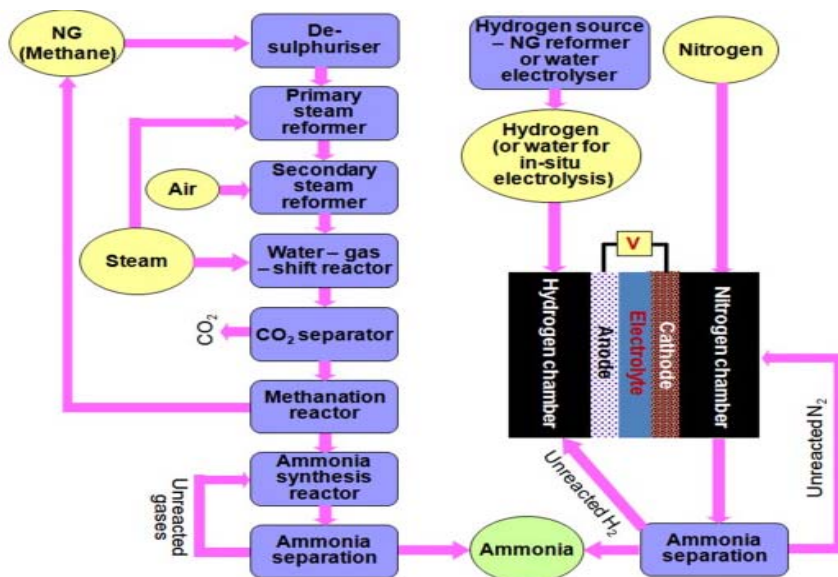 NG
(Methane)
De-
sulphuriser
Primary
steam
reformer
Air
Secondary
steam
reformer
Steam
Water – gas
– shift reactor
CO₂
CO₂ separator
Methanation
reactor
Unreacted
gases
Ammonia
synthesis
reactor
Ammonia
separation
Ammonia
Hydrogen source
– NG reformer
or water
electrolyser
Nitrogen
Hydrogen
(or water for
in-situ
electrolysis)
V
Hydrogen chamber
Anode
Electrolyte
Cathode
Nitrogen chamber
Unreacted H₂
Unreacted N₂
Ammonia
separation